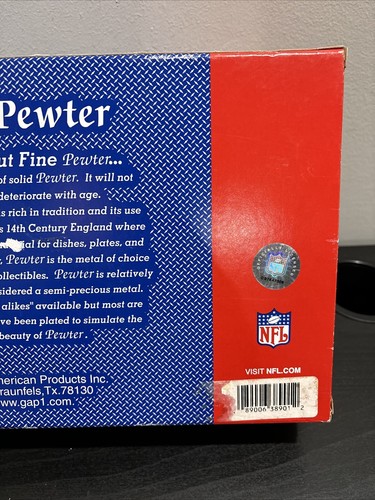 Pewter
ut Fine Pewter...
of solid Pewter. It will not
deteriorate with age.
s rich in tradition and its use
s 14th Century England where
ial for dishes, plates, and
, Pewter is the metal of choice
ollectibles. Pewter is relatively
sidered a semi-precious metal.
alikes" available but most are
ve been plated to simulate the
beauty of Pewter.
merican Products Inc.
raunfels,Tx.78130
ww.gap1.com
NFL
VISIT NFL.COM
89006 38901 2